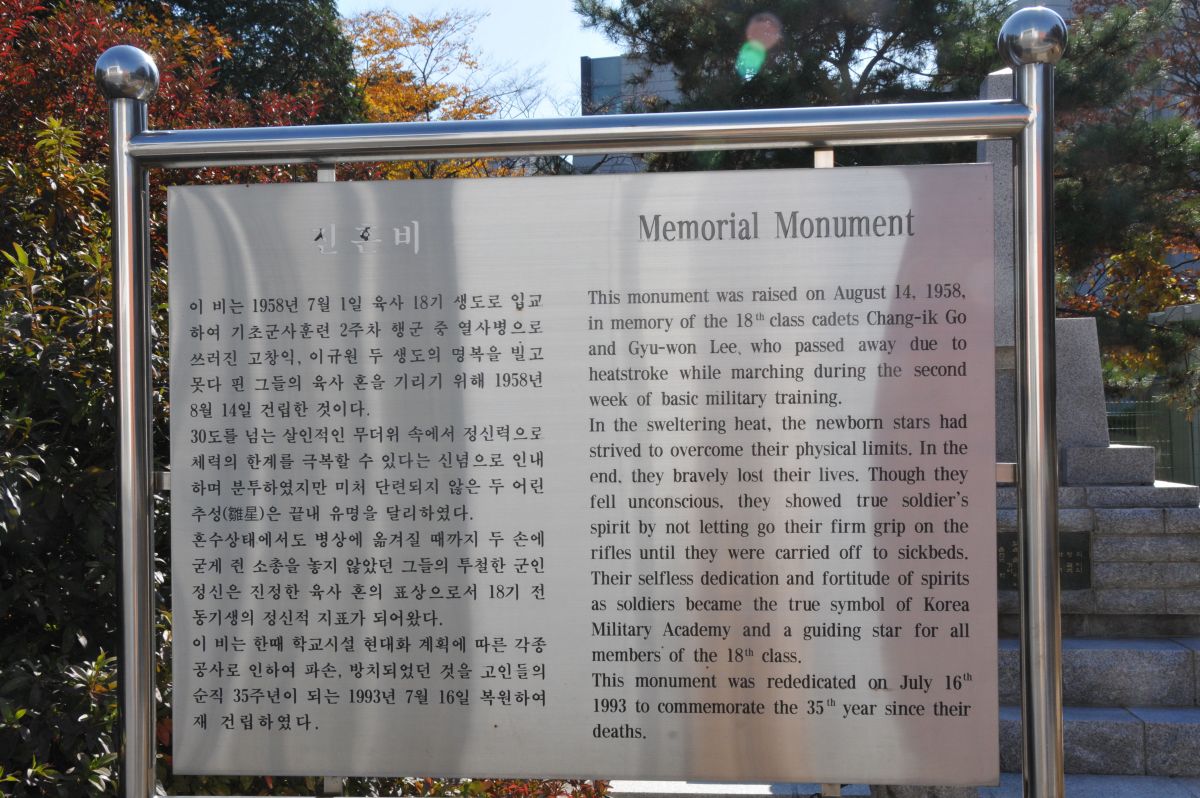 비
이 비는 1958년 7월 1일 육사 18기 생도로 입교
하여 기초군사훈련 2주차 행군 중 열사병으로
쓰러진 고창익, 이규원 두 생도의 명복을 빌고
못다 핀 그들의 육사 혼을 기리기 위해 1958년
8월 14일 건립한 것이다.
30도를 넘는 살인적인 무더위 속에서 정신력으로
체력의 한계를 극복할 수 있다는 신념으로 인내
하며 분투하였지만 미처 단련되지 않은 두 어린
추성(雛星)은 끝내 유명을 달리하였다.
혼수상태에서도 병상에 옮겨질 때까지 두 손에
굳게 쥔 소총을 놓지 않았던 그들의 투철한 군인
정신은 진정한 육사 혼의 표상으로서 18기 전
동기생의 정신적 지표가 되어왔다.
이 비는 한때 학교시설 현대화 계획에 따른 각종
공사로 인하여 파손, 방치되었던 것을 고인들의
순직 35주년이 되는 1993년 7월 16일 복원하여
재 건립하였다.
Memorial Monument
This monument was raised on August 14, 1958,
in memory of the 18th class cadets Chang-ik Go
and Gyu-won Lee, who passed away due to
heatstroke while marching during the second
week of basic military training.
In the sweltering heat, the newborn stars had
strived to overcome their physical limits. In the
end, they bravely lost their lives. Though they
fell unconscious, they showed true soldier's
spirit by not letting go their firm grip on the
rifles until they were carried off to sickbeds.
Their selfless dedication and fortitude of spirits
as soldiers became the true symbol of Korea
Military Academy and a guiding star for all
members of the 18th class.
This monument was rededicated on July 16th
1993 to commemorate the 35th year since their
deaths.